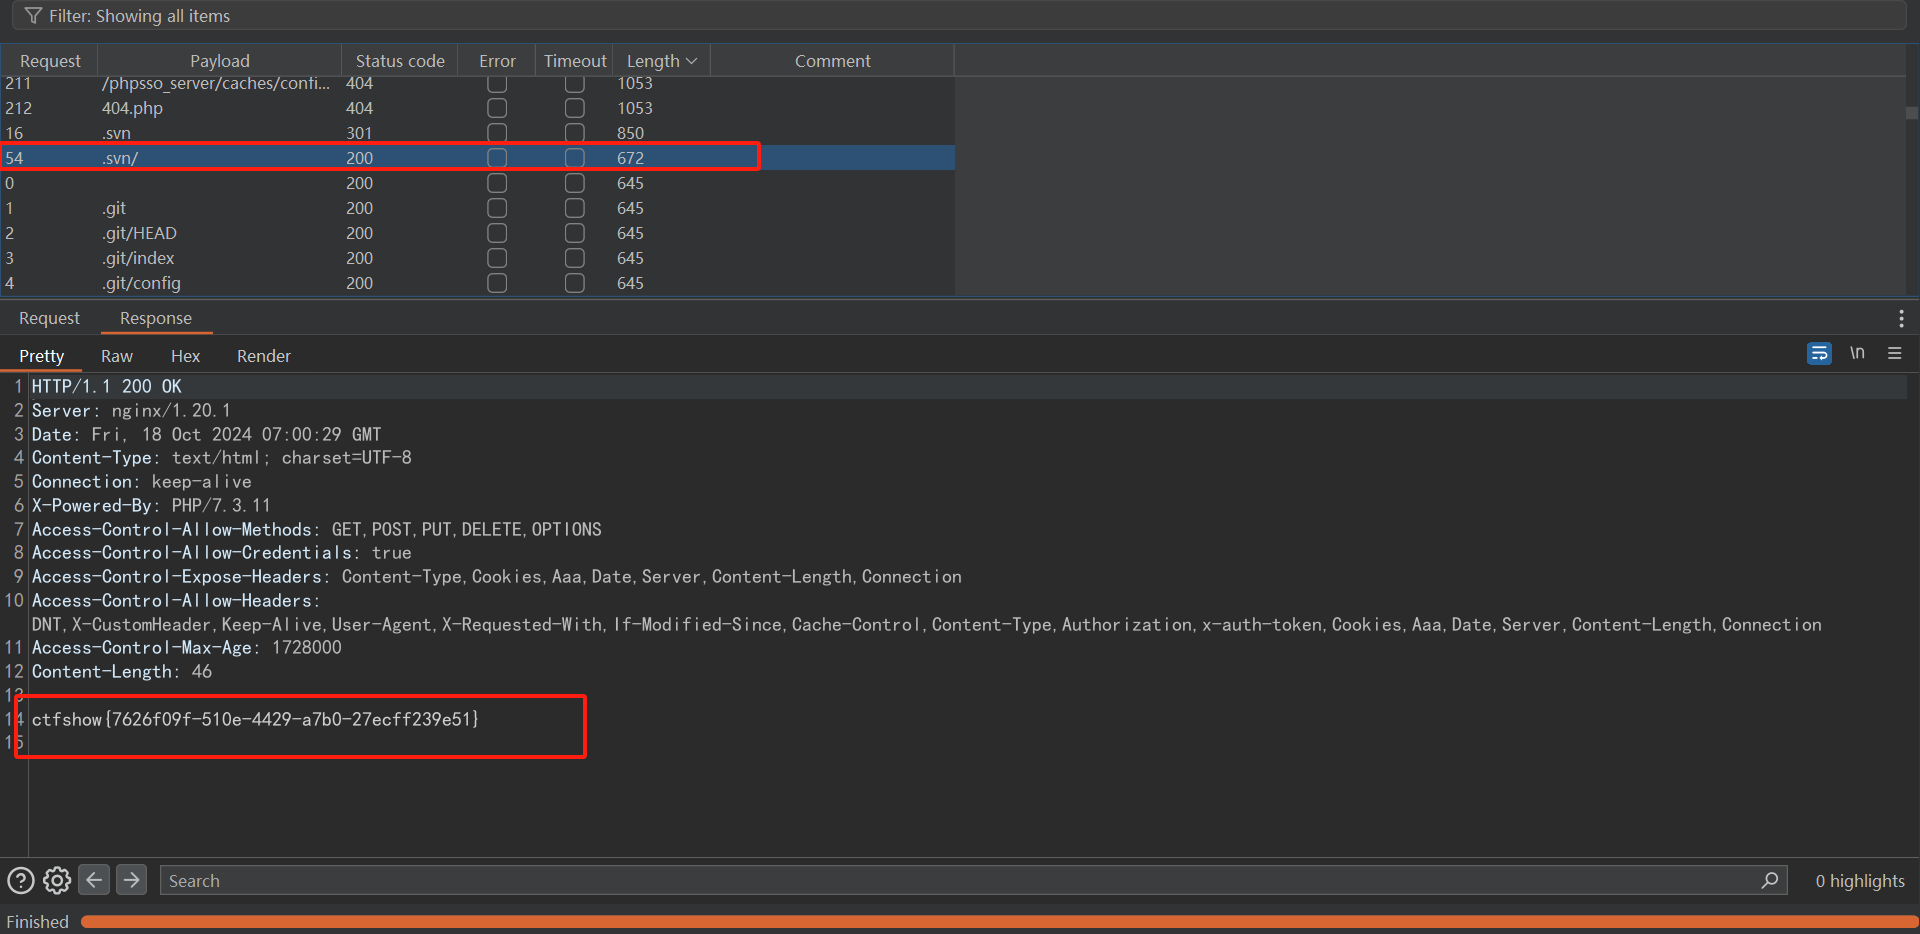 Filter: Showing all items
Request Payload Status code Error Timeout Length Comment
211 /phpsso_server/caches/confi... 404 1053
212 404.php 404 1053
16 .svn 301 850
54 .svn/ 200 672
0 200 645
1 .git 200 645
2 .git/HEAD 200 645
3 .git/index 200 645
4 .git/config 200 645
Request Response
Pretty Raw Hex Render \n
1 HTTP/1.1 200 OK
2 Server: nginx/1.20.1
3 Date: Fri, 18 Oct 2024 07:00:29 GMT
4 Content-Type: text/html; charset=UTF-8
5 Connection: keep-alive
6 X-Powered-By: PHP/7.3.11
7 Access-Control-Allow-Methods: GET,POST,PUT,DELETE,OPTIONS
8 Access-Control-Allow-Credentials: true
9 Access-Control-Expose-Headers: Content-Type,Cookies,Aaa,Date,Server,Content-Length,Connection
10 Access-Control-Allow-Headers:
DNT,X-CustomHeader,Keep-Alive,User-Agent,X-Requested-With,If-Modified-Since,Cache-Control,Content-Type,Authorization,x-auth-token,Cookies,Aaa,Date,Server,Content-Length,Connection
11 Access-Control-Max-Age: 1728000
12 Content-Length: 46
13
14 ctfshow{7626f09f-510e-4429-a7b0-27ecff239e51}
15
Search 0 highlights
Finished